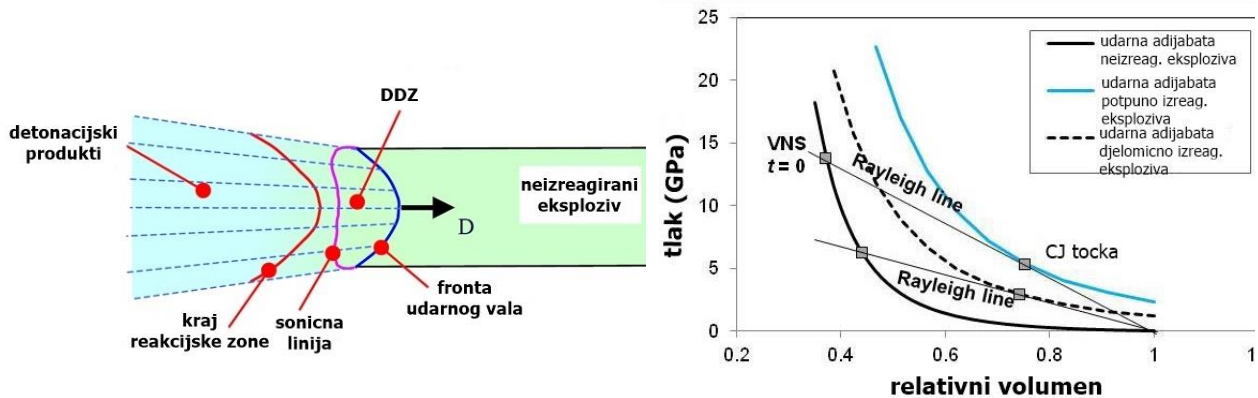 DDZ
detonacijski
produkti
neizreagirani
eksploziv
D
fronta
udarnog vala
kraj
reakcijske zone
sonicna
linija
tlak (GPa)
25
20
15
10
5
0
0.2
0.4
0.6
0.8
1
1
relativni volumen
udarna adijabata
neizreag. eksploziva
udarna adijabata
potpuno izreag.
eksploziva
udarna adijabata
djelomicno izreag.
eksploziva
VNS
t = 0
Rayleigh line
CJ tocka
Rayleigh line